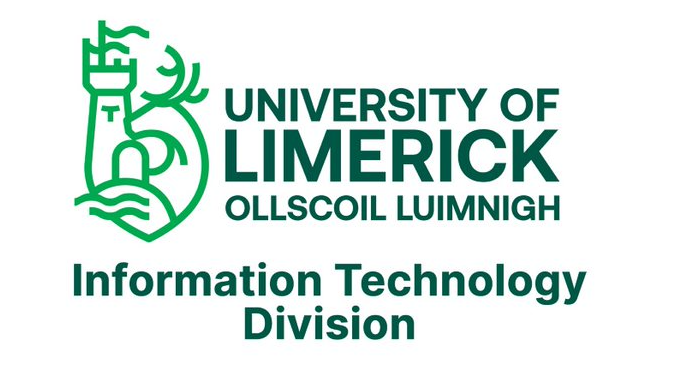 UNIVERSITY OF
LIMERICK
OLLSCOIL LUIMNIGH
Information Technology
Division